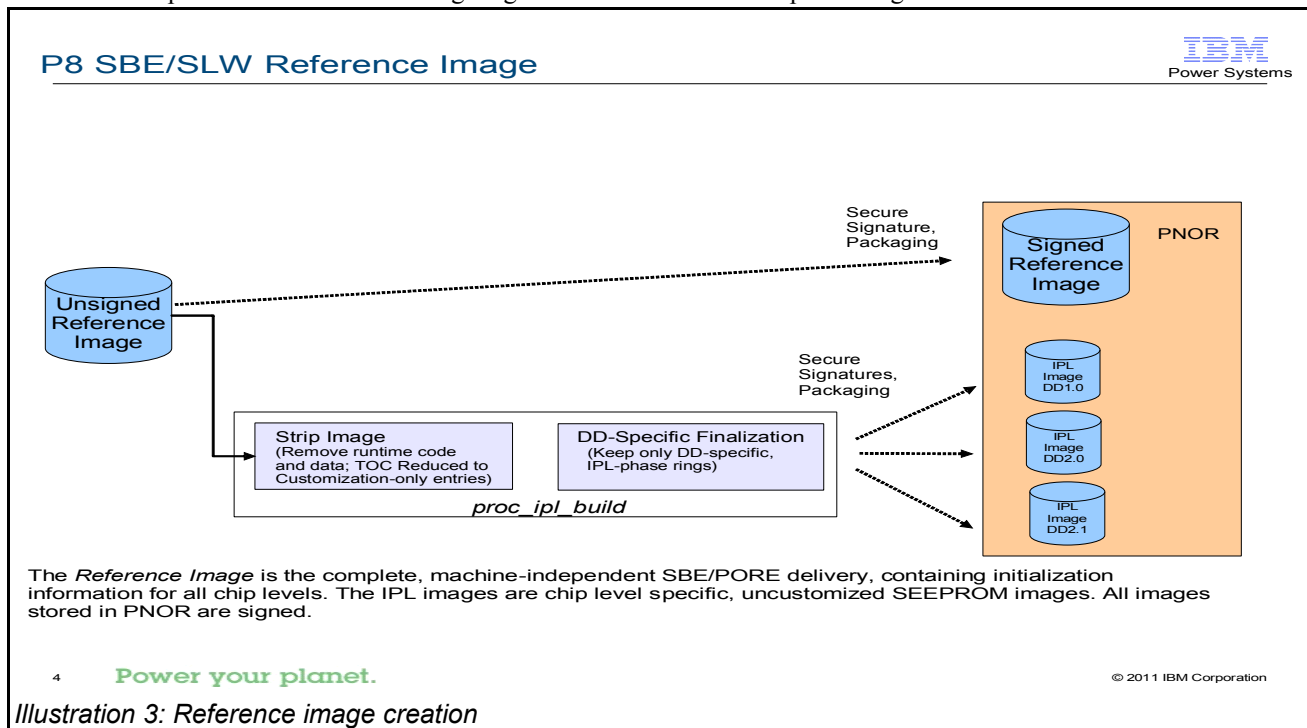 P8 SBE/SLW Reference Image
IBM
Power Systems
Secure
Signature,
Packaging
PNOR
Signed
Reference
Image
Unsigned
Reference
Image
Secure
Signatures,
Packaging
IPL
Image
DD1.0
IPL
Image
DD2.0
IPL
Image
DD2.1
Strip Image
(Remove runtime code
and data; TOC Reduced to
Customization-only entries)
DD-Specific Finalization
(Keep only DD-specific,
IPL-phase rings)
proc_ipl_build
The Reference Image is the complete, machine-independent SBE/PORE delivery, containing initialization
information for all chip levels. The IPL images are chip level specific, uncustomized SEEPROM images. All images
stored in PNOR are signed.
4
Power your planet.
© 2011 IBM Corporation
Illustration 3: Reference image creation